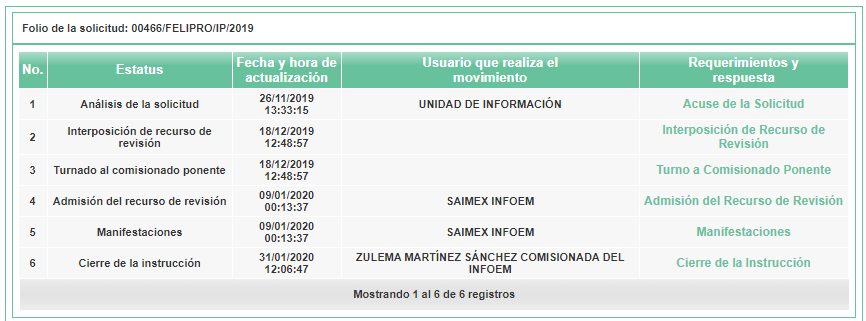 Folio de la solicitud: 00466/FELIPRO/IP/2019
No. Estatus Fecha y hora de actualización Usuario que realiza el movimiento Requerimientos y respuesta
1 Análisis de la solicitud 26/11/2019 13:33:15 UNIDAD DE INFORMACIÓN Acuse de la Solicitud
2 Interposición de recurso de revisión 18/12/2019 12:48:57 Interposición de Recurso de Revisión
3 Turnado al comisionado ponente 18/12/2019 12:48:57 Turno a Comisionado Ponente
4 Admisión del recurso de revisión 09/01/2020 00:13:37 SAIMEX INFOEM Admisión del Recurso de Revisión
5 Manifestaciones 09/01/2020 00:13:37 SAIMEX INFOEM Manifestaciones
6 Cierre de la instrucción 31/01/2020 12:06:47 ZULEMA MARTÍNEZ SÁNCHEZ COMISIONADA DEL INFOEM Cierre de la Instrucción
Mostrando 1 al 6 de 6 registros